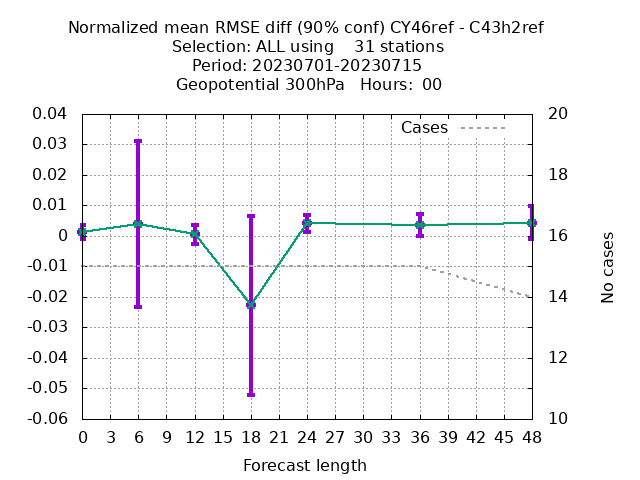 Normalized mean RMSE diff (90% conf) CY46ref - C43h2ref
Selection: ALL using    31 stations
Period: 20230701-20230715
Geopotential 300hPa   Hours:  00
Cases
0.04
0.03
0.02
0.01
0
-0.01
-0.02
-0.03
-0.04
-0.05
-0.06
20
18
16
14
12
10
No cases
0 3 6 9 12 15 18 21 24 27 30 33 36 39 42 45 48
Forecast length